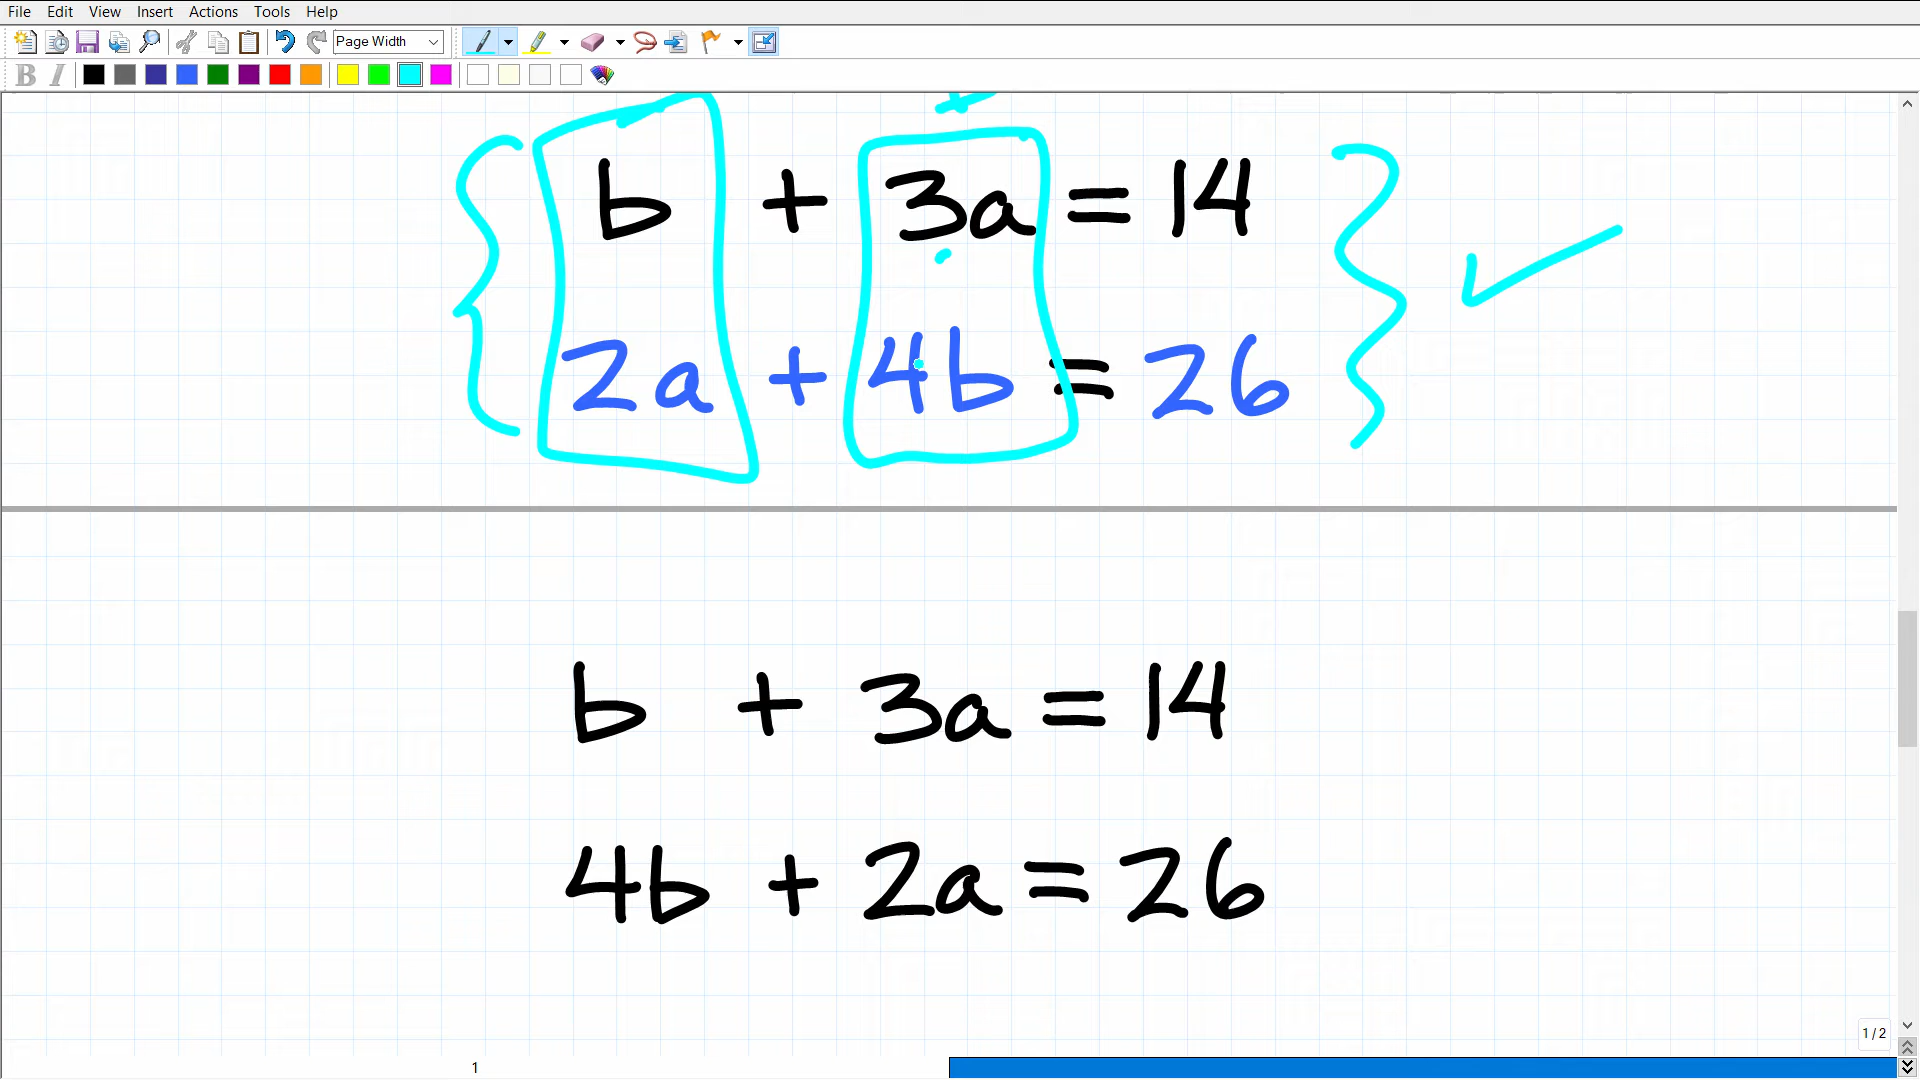 File Edit View Insert Actions Tools Help
Page Width
B I
b + 3a = 14
2a + 4b = 26
b + 3a = 14
4b + 2a = 26
1 / 2
1